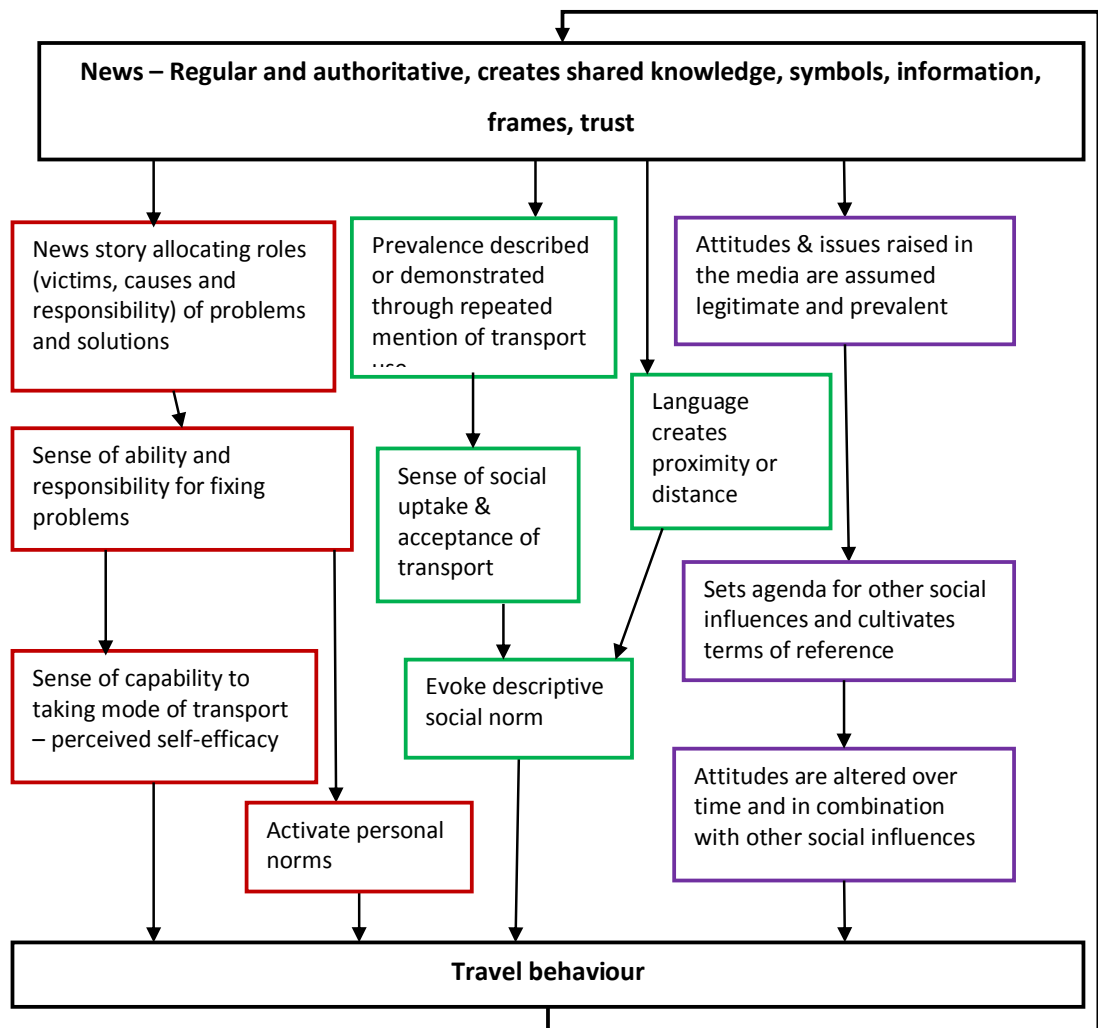 News – Regular and authoritative, creates shared knowledge, symbols, information,
frames, trust
News story allocating roles
(victims, causes and
responsibility) of problems
and solutions
Prevalence described
or demonstrated
through repeated
mention of transport
Attitudes & issues raised in
the media are assumed
legitimate and prevalent
Language
creates
proximity or
distance
Sense of ability and
responsibility for fixing
problems
Sense of social
uptake &
acceptance of
transport
Sets agenda for other social
influences and cultivates
terms of reference
Sense of capability to
taking mode of transport
– perceived self-efficacy
Evoke descriptive
social norm
Attitudes are altered over
time and in combination
with other social influences
Activate personal
norms
Travel behaviour